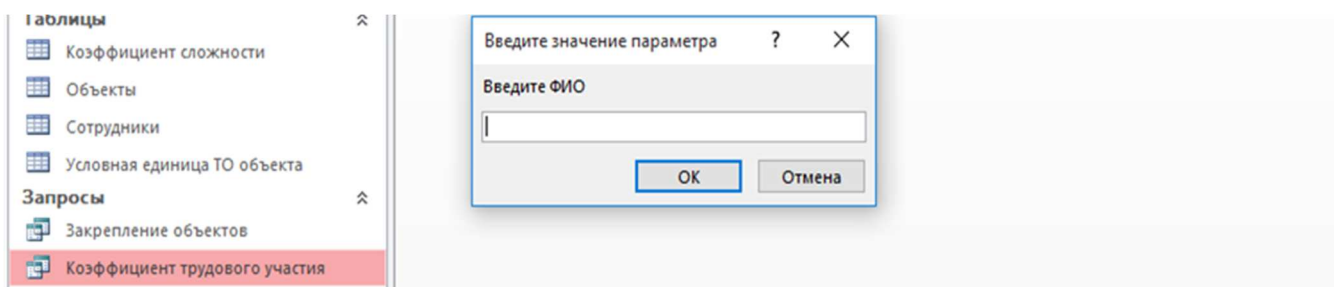 Таблицы
Коэффициент сложности
Объекты
Сотрудники
Условная единица ТО объекта
Запросы
Закрепление объектов
Коэффициент трудового участия
Введите значение параметра ? ×
Введите ФИО
ОК Отмена